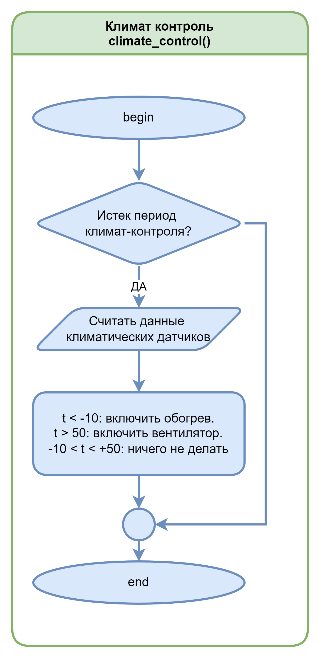 Климат контроль
climate_control()
begin
Истек период
климат-контроля?
ДА
Считать данные
климатических датчиков
t < -10: включить обогрев.
t > 50: включить вентилятор.
-10 < t < +50: ничего не делать
end